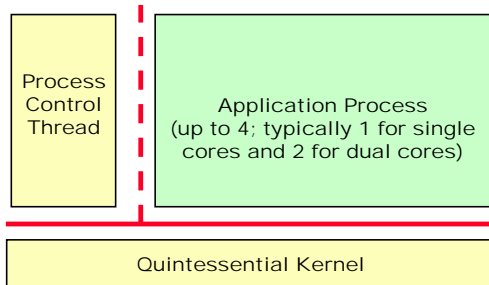 Process
Control
Thread
Application Process
(up to 4; typically 1 for single
cores and 2 for dual cores)
Quintessential Kernel